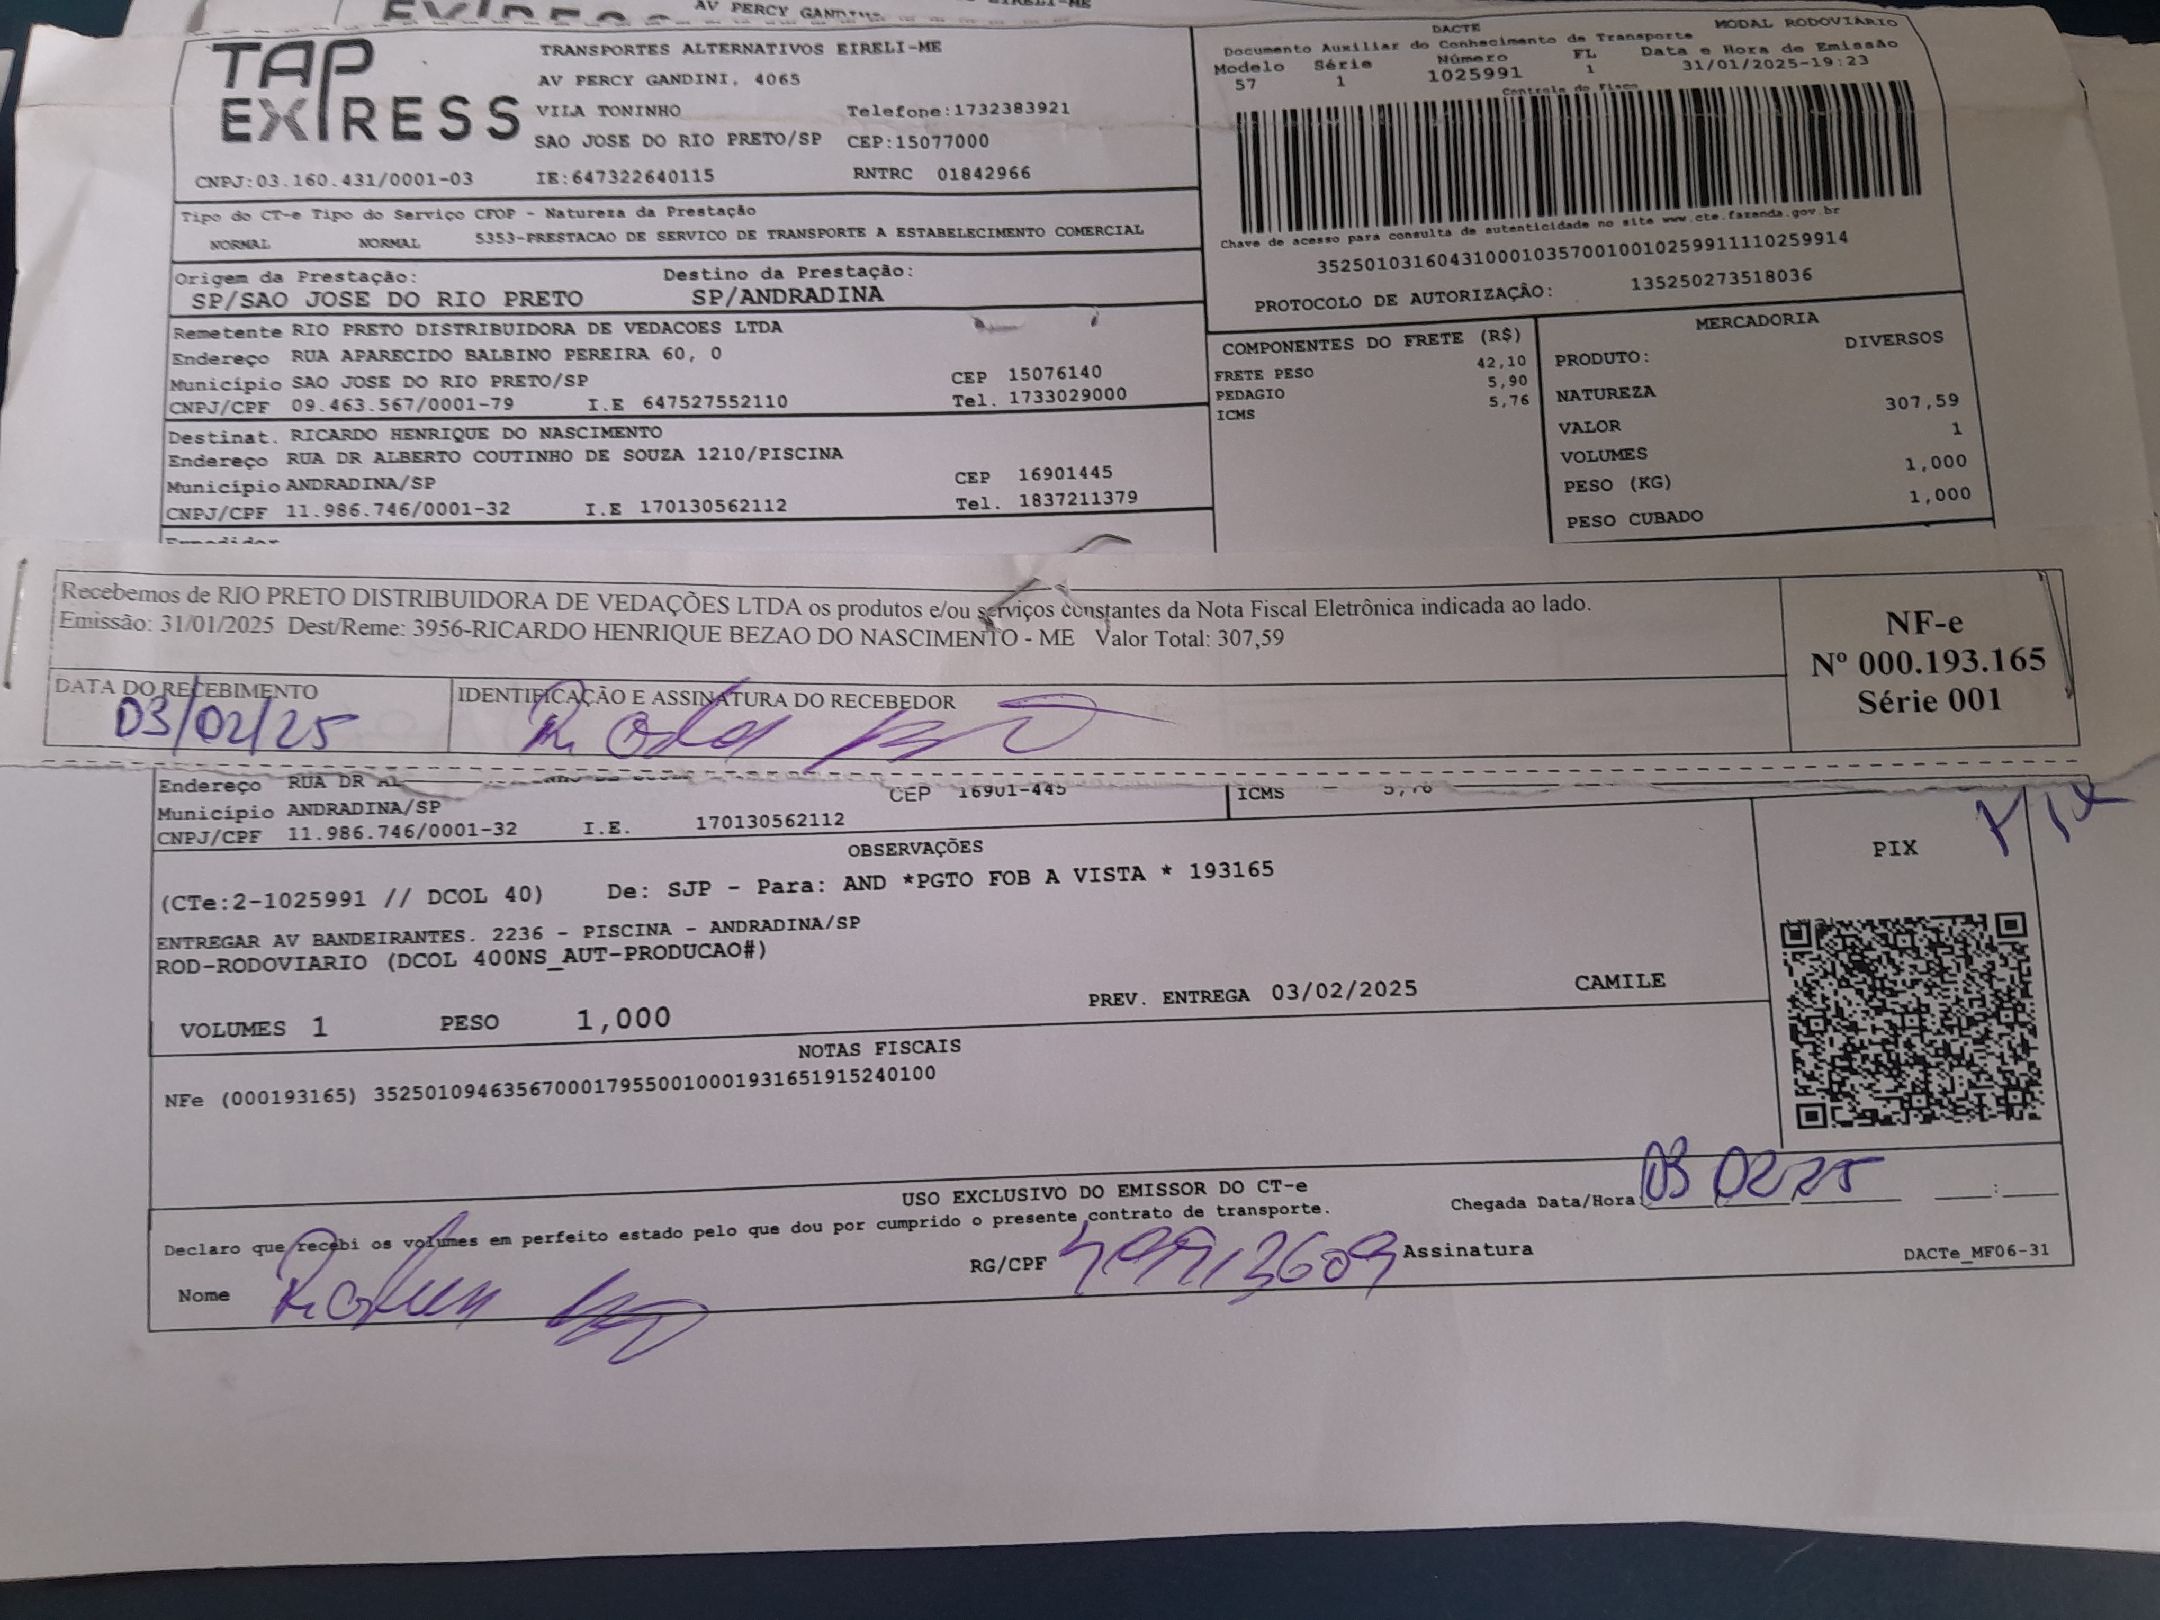 AV PERCY GANDINI
TAP EXPRESS
TRANSPORTES ALTERNATIVOS EIRELI-ME
AV PERCY GANDINI, 4065
VILA TONINHO Telefone:1732383921
SAO JOSE DO RIO PRETO/SP CEP:15077000
CNPJ:03.160.431/0001-03 IE:647322640115 RNTRC 01842966
DACTE MODAL RODOVIÁRIO
Documento Auxiliar do Conhecimento de Transporte
Modelo Série Número FL Data e Hora de Emissão
57 1 1025991 1 31/01/2025-19:23
Controle do Fisco
Chave de acesso para consulta de autenticidade no site www.cte.fazenda.gov.br
35250103160431000103570010010259911110259914
PROTOCOLO DE AUTORIZAÇÃO: 135250273518036
Tipo do CT-e Tipo do Serviço CFOP - Natureza da Prestação
NORMAL NORMAL 5353-PRESTACAO DE SERVICO DE TRANSPORTE A ESTABELECIMENTO COMERCIAL
Origem da Prestação: Destino da Prestação:
SP/SAO JOSE DO RIO PRETO SP/ANDRADINA
Remetente RIO PRETO DISTRIBUIDORA DE VEDACOES LTDA
Endereço RUA APARECIDO BALBINO PEREIRA 60, 0
Município SAO JOSE DO RIO PRETO/SP CEP 15076140
CNPJ/CPF 09.463.567/0001-79 I.E 647527552110 Tel. 1733029000
Destinat. RICARDO HENRIQUE DO NASCIMENTO
Endereço RUA DR ALBERTO COUTINHO DE SOUZA 1210/PISCINA
Município ANDRADINA/SP CEP 16901445
CNPJ/CPF 11.986.746/0001-32 I.E 170130562112 Tel. 1837211379
Expedidor
COMPONENTES DO FRETE (R$)
FRETE PESO 42,10
PEDAGIO 5,90
ICMS 5,76
MERCADORIA
PRODUTO: DIVERSOS
NATUREZA
VALOR 307,59
VOLUMES 1
PESO (KG) 1,000
PESO CUBADO 1,000
Recebemos de RIO PRETO DISTRIBUIDORA DE VEDAÇÕES LTDA os produtos e/ou serviços constantes da Nota Fiscal Eletrônica indicada ao lado.
Emissão: 31/01/2025 Dest/Reme: 3956-RICARDO HENRIQUE BEZAO DO NASCIMENTO - ME Valor Total: 307,59
DATA DO RECEBIMENTO IDENTIFICAÇÃO E ASSINATURA DO RECEBEDOR
03/02/25
NF-e
Nº 000.193.165
Série 001
Endereço RUA DR AL CEP 16901-445 ICMS 5,76
Município ANDRADINA/SP
CNPJ/CPF 11.986.746/0001-32 I.E. 170130562112
OBSERVAÇÕES
(CTe:2-1025991 // DCOL 40) De: SJP - Para: AND *PGTO FOB A VISTA * 193165
ENTREGAR AV BANDEIRANTES. 2236 - PISCINA - ANDRADINA/SP
ROD-RODOVIARIO (DCOL 400NS_AUT-PRODUCAO#)
PREV. ENTREGA 03/02/2025 CAMILE
VOLUMES 1 PESO 1,000
PIX
NOTAS FISCAIS
NFe (000193165) 35250109463567000179550010001931651915240100
USO EXCLUSIVO DO EMISSOR DO CT-e
Declaro que recebi os volumes em perfeito estado pelo que dou por cumprido o presente contrato de transporte.
Chegada Data/Hora 03 02 25 :
Nome RG/CPF Assinatura
DACTe_MF06-31